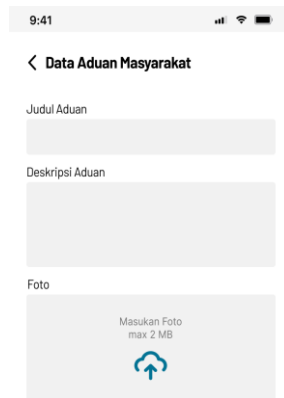 9:41
Data Aduan Masyarakat
Judul Aduan
Deskripsi Aduan
Foto
Masukan Foto
max 2 MB